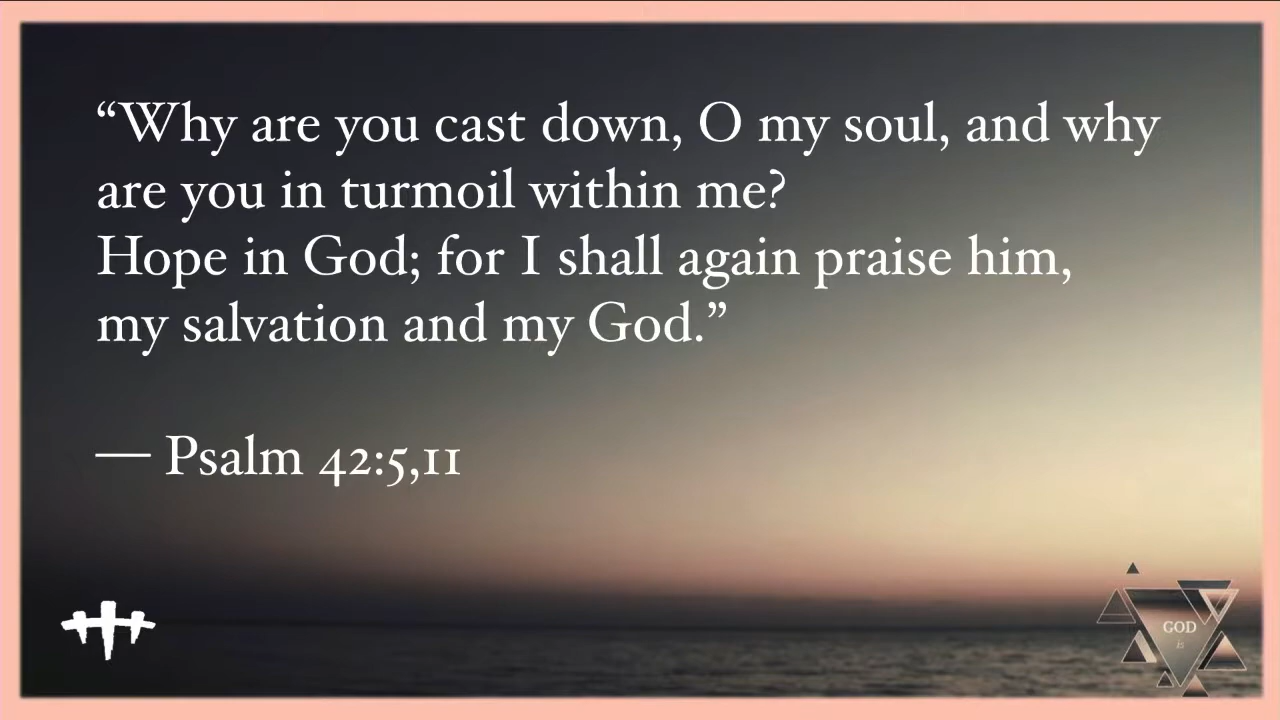 “Why are you cast down, O my soul, and why
are you in turmoil within me?
Hope in God; for I shall again praise him,
my salvation and my God.”
— Psalm 42:5,11
GOD
is